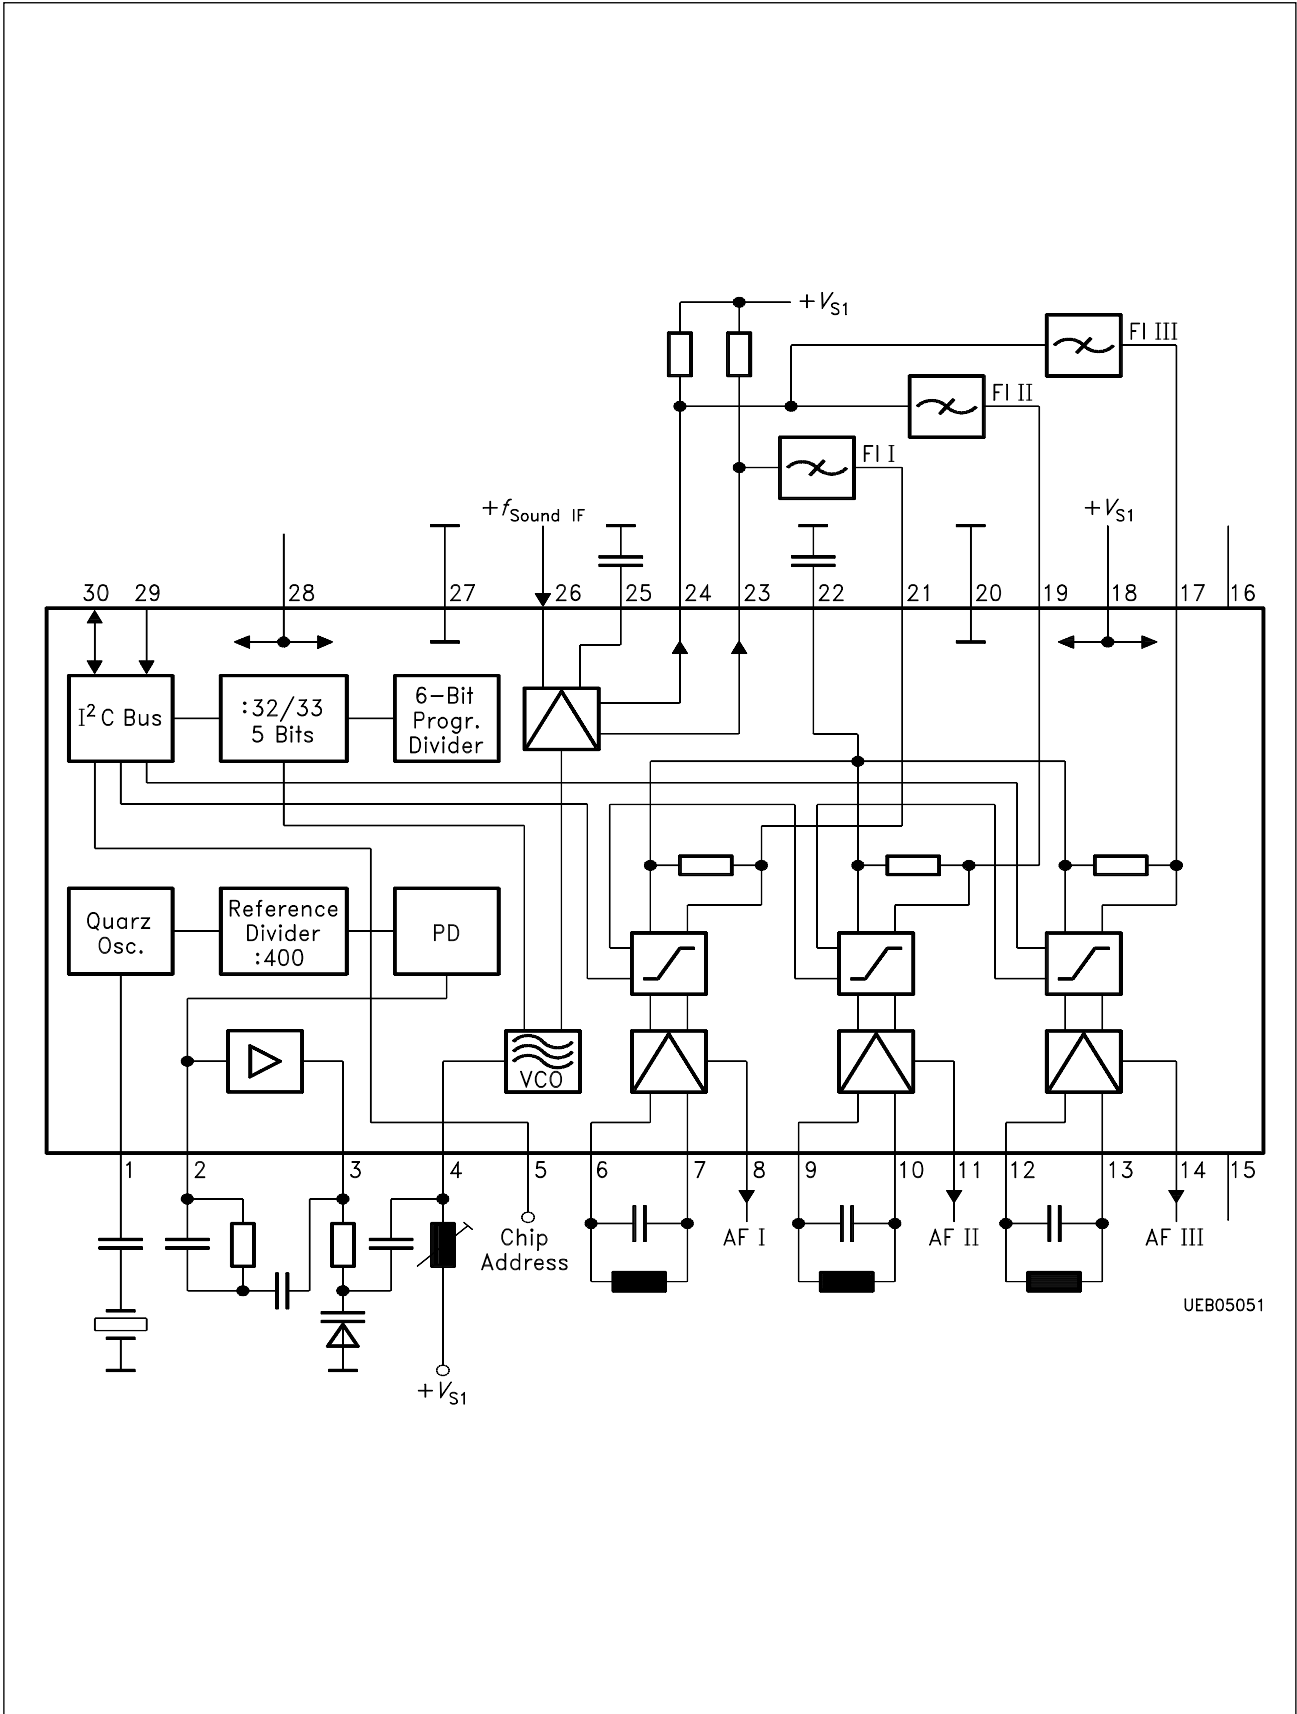 +VS1
FI III
FI II
FI I
+fSound IF
+VS1
30 29 28 27 26 25 24 23 22 21 20 19 18 17 16
I²C Bus
:32/33
5 Bits
6-Bit
Progr.
Divider
Quarz
Osc.
Reference
Divider
:400
PD
VCO
1 2 3 4 5 6 7 8 9 10 11 12 13 14 15
Chip
Address
AF I
AF II
AF III
UEB05051
+VS1